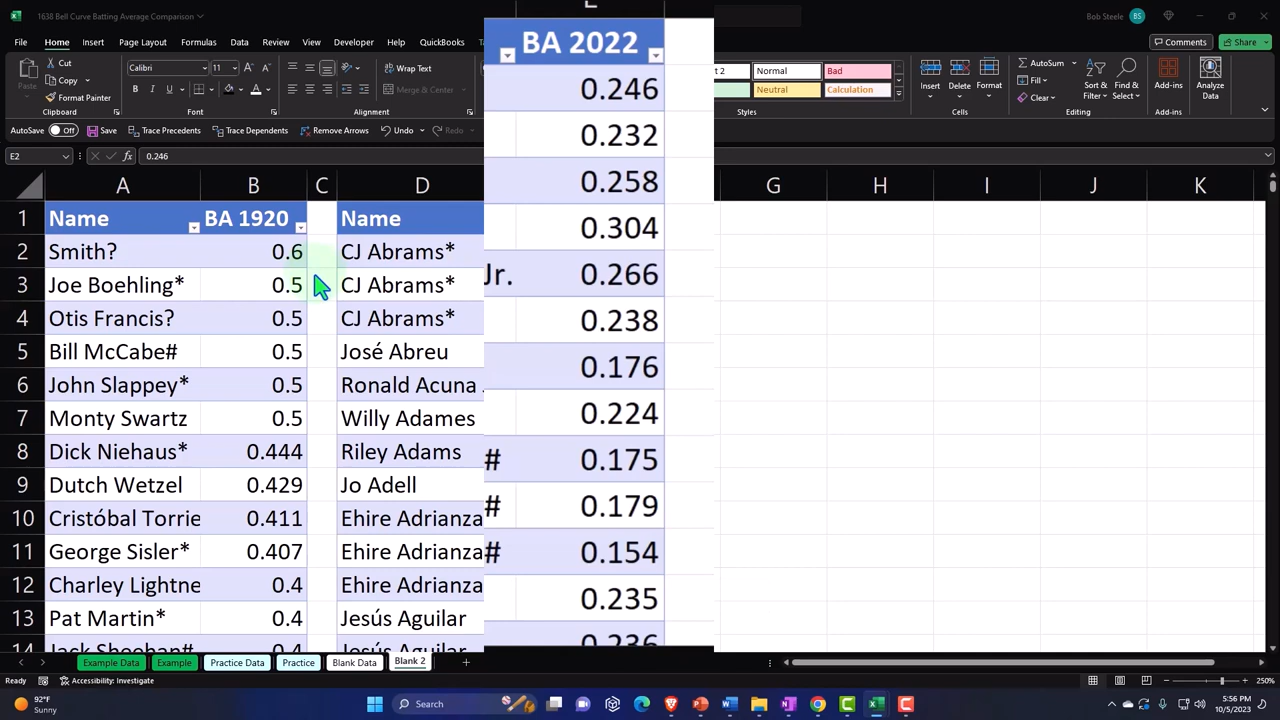 1638 Bell Curve Batting Average Comparison
Bob Steele BS
File Home Insert Page Layout Formulas Data Review View Developer Help QuickBooks
Comments Share
Cut
Copy
Format Painter
Clipboard
Calibri 11
Font
Wrap Text
Merge & Center
Alignment
t 2 Normal Bad
Neutral Calculation
Styles
Insert Delete Format
Cells
AutoSum
Fill
Clear
Sort & Filter Find & Select
Editing
Add-ins
Add-ins
Analyze Data
AutoSave Off Save Trace Precedents Trace Dependents Remove Arrows Undo Redo
E2 fx 0.246
A B C D E G H I J K
1 Name BA 1920 Name BA 2022
2 Smith? 0.6 CJ Abrams* 0.246
3 Joe Boehling* 0.5 CJ Abrams* 0.232
4 Otis Francis? 0.5 CJ Abrams* 0.258
5 Bill McCabe# 0.5 José Abreu 0.304
6 John Slappey* 0.5 Ronald Acuna Jr. 0.266
7 Monty Swartz 0.5 Willy Adames 0.238
8 Dick Niehaus* 0.444 Riley Adams 0.176
9 Dutch Wetzel 0.429 Jo Adell 0.224
10 Cristóbal Torrie 0.411 Ehire Adrianza # 0.175
11 George Sisler* 0.407 Ehire Adrianza # 0.179
12 Charley Lightne 0.4 Ehire Adrianza # 0.154
13 Pat Martin* 0.4 Jesús Aguilar 0.235
14 Jack Sheehan# 0.4 Jesús Aguilar 0.236
Example Data Example Practice Data Practice Blank Data Blank 2
Ready Accessibility: Investigate 250%
92°F
Sunny
Search
5:56 PM
10/5/2023